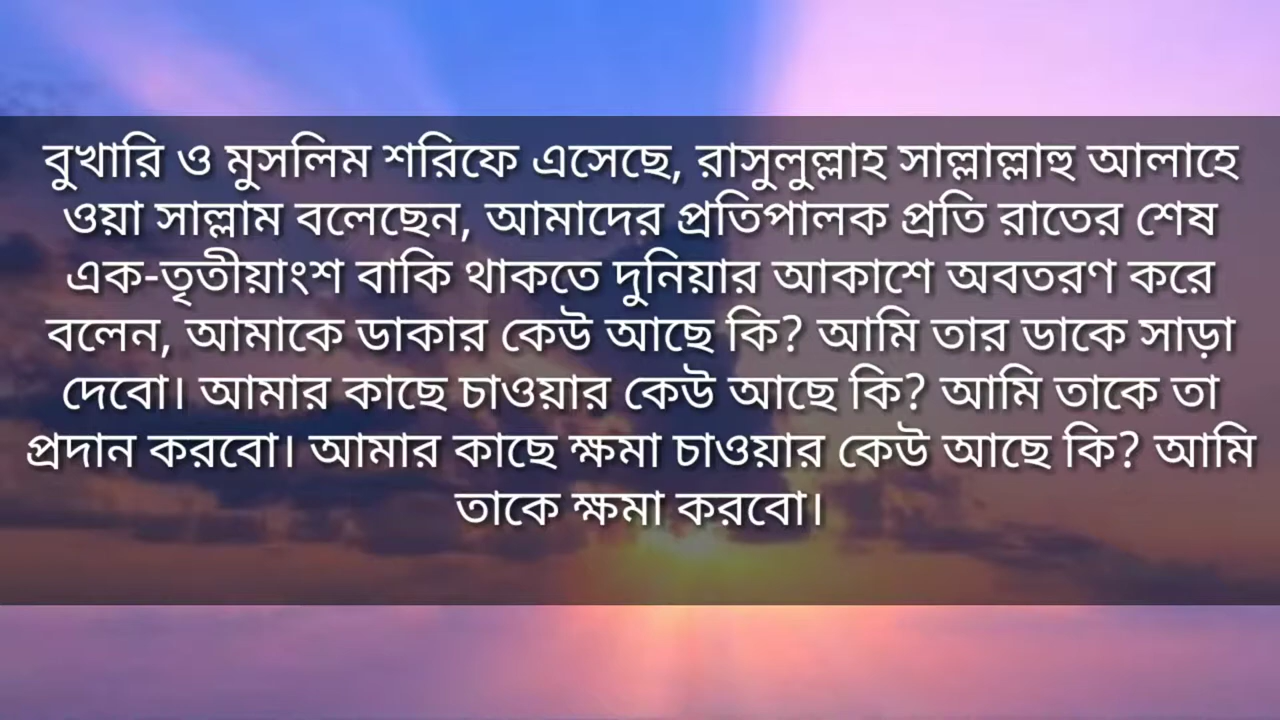 বুখারি ও মুসলিম শরিফে এসেছে, রাসুলুল্লাহ সাল্লাল্লাহু আলাহে
ওয়া সাল্লাম বলেছেন, আমাদের প্রতিপালক প্রতি রাতের শেষ
এক-তৃতীয়াংশ বাকি থাকতে দুনিয়ার আকাশে অবতরণ করে
বলেন, আমাকে ডাকার কেউ আছে কি? আমি তার ডাকে সাড়া
দেবো। আমার কাছে চাওয়ার কেউ আছে কি? আমি তাকে তা
প্রদান করবো। আমার কাছে ক্ষমা চাওয়ার কেউ আছে কি? আমি
তাকে ক্ষমা করবো।